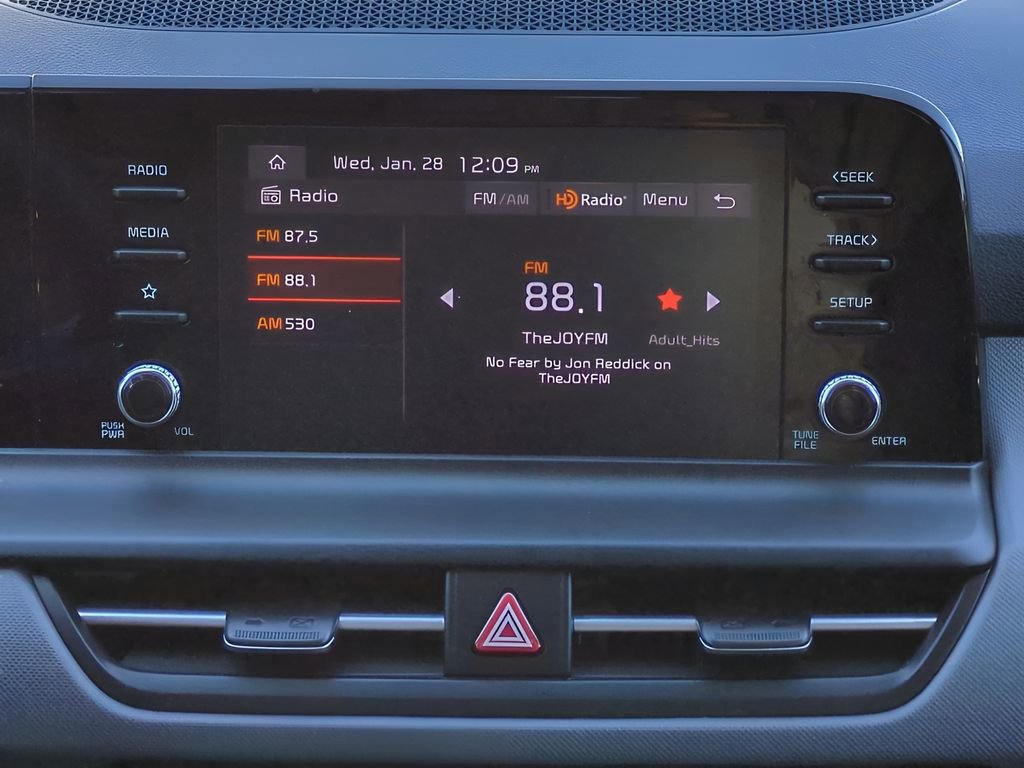 RADIO
MEDIA
PUSH
PWR
VOL
Wed, Jan. 28 12:09 PM
Radio FM/AM HD Radio® Menu
FM 87.5
FM 88.1
AM 530
FM
88.1
TheJOYFM Adult_Hits
No Fear by Jon Reddick on
TheJOYFM
<SEEK
TRACK>
SETUP
TUNE
FILE
ENTER